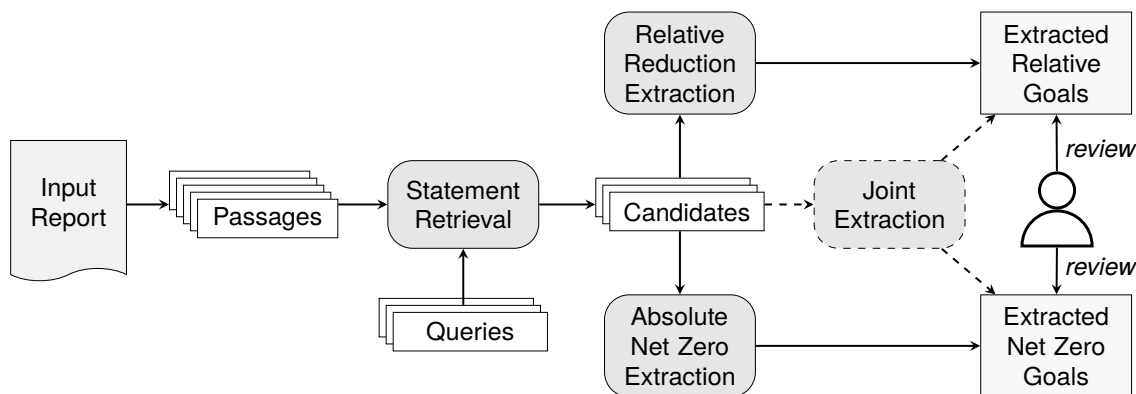 Input
Report
Passages
Statement
Retrieval
Queries
Candidates
Relative
Reduction
Extraction
Absolute
Net Zero
Extraction
Joint
Extraction
Extracted
Relative
Goals
review
review
Extracted
Net Zero
Goals